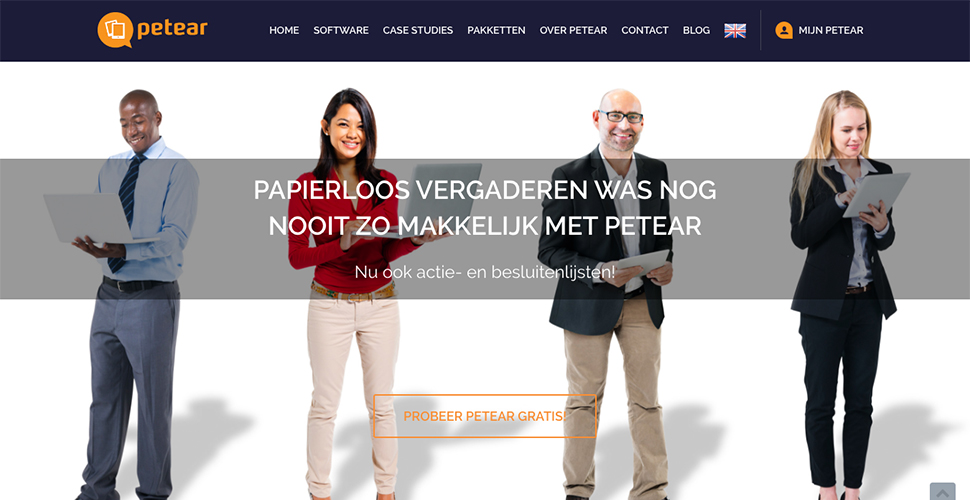 petear
HOME SOFTWARE CASE STUDIES PAKKETTEN OVER PETEAR CONTACT BLOG MIJN PETEAR
PAPIERLOOS VERGADEREN WAS NOG
NOOIT ZO MAKKELIJK MET PETEAR
Nu ook actie- en besluitenlijsten!
PROBEER PETEAR GRATIS!